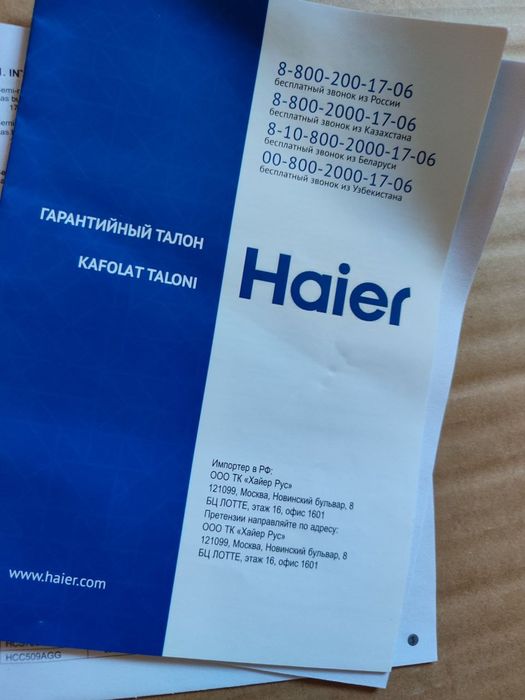 8-800-200-17-06
бесплатный звонок из России
8-800-2000-17-06
бесплатный звонок из Казахстана
8-10-800-2000-17-06
бесплатный звонок из Беларуси
00-800-2000-17-06
бесплатный звонок из Узбекистана
ГАРАНТИЙНЫЙ ТАЛОН
KAFOLAT TALONI
Haier
Импортер в РФ:
ООО ТК «Хайер Рус»
121099, Москва, Новинский бульвар, 8
БЦ ЛОТТЕ, этаж 16, офис 1601
Претензии направляйте по адресу:
ООО ТК «Хайер Рус»
121099, Москва, Новинский бульвар, 8
БЦ ЛОТТЕ, этаж 16, офис 1601
www.haier.com
HCC509AGG